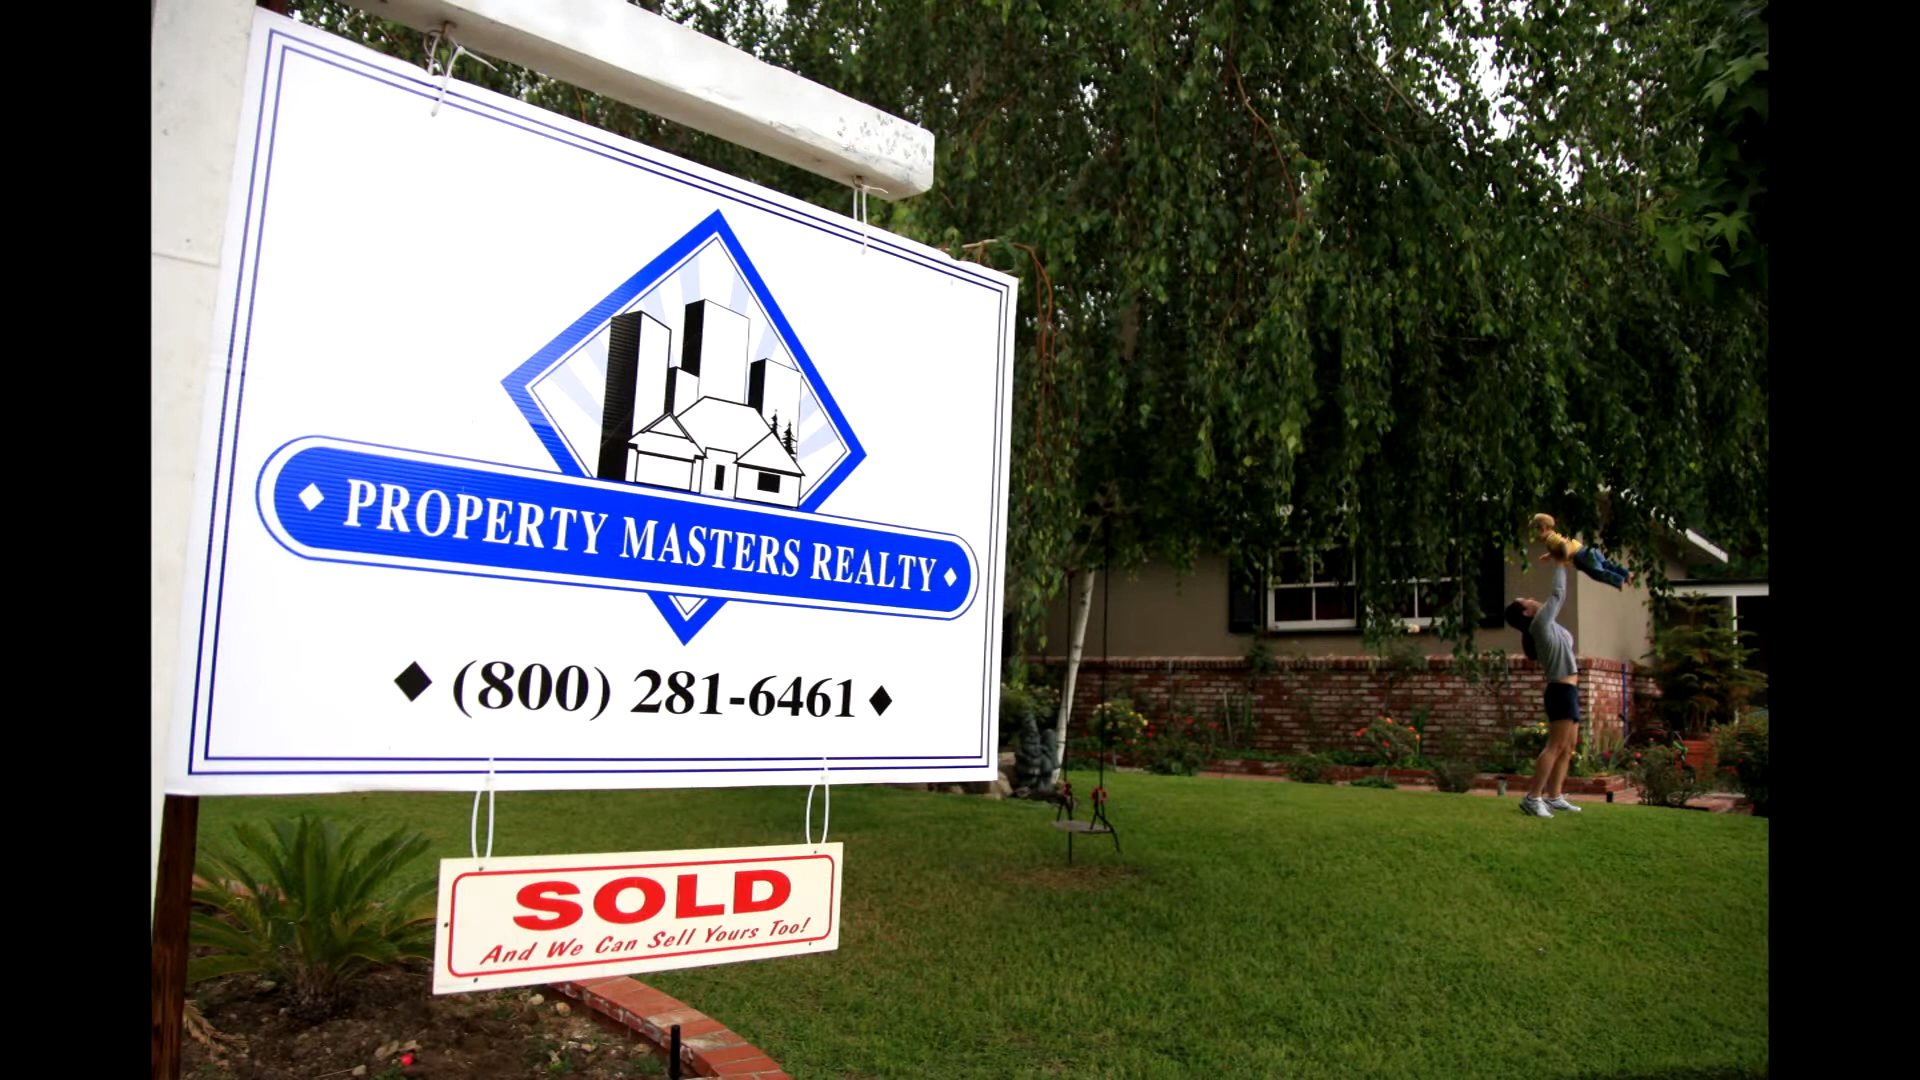 PROPERTY MASTERS REALTY
(800) 281-6461
SOLD
And We Can Sell Yours Too!